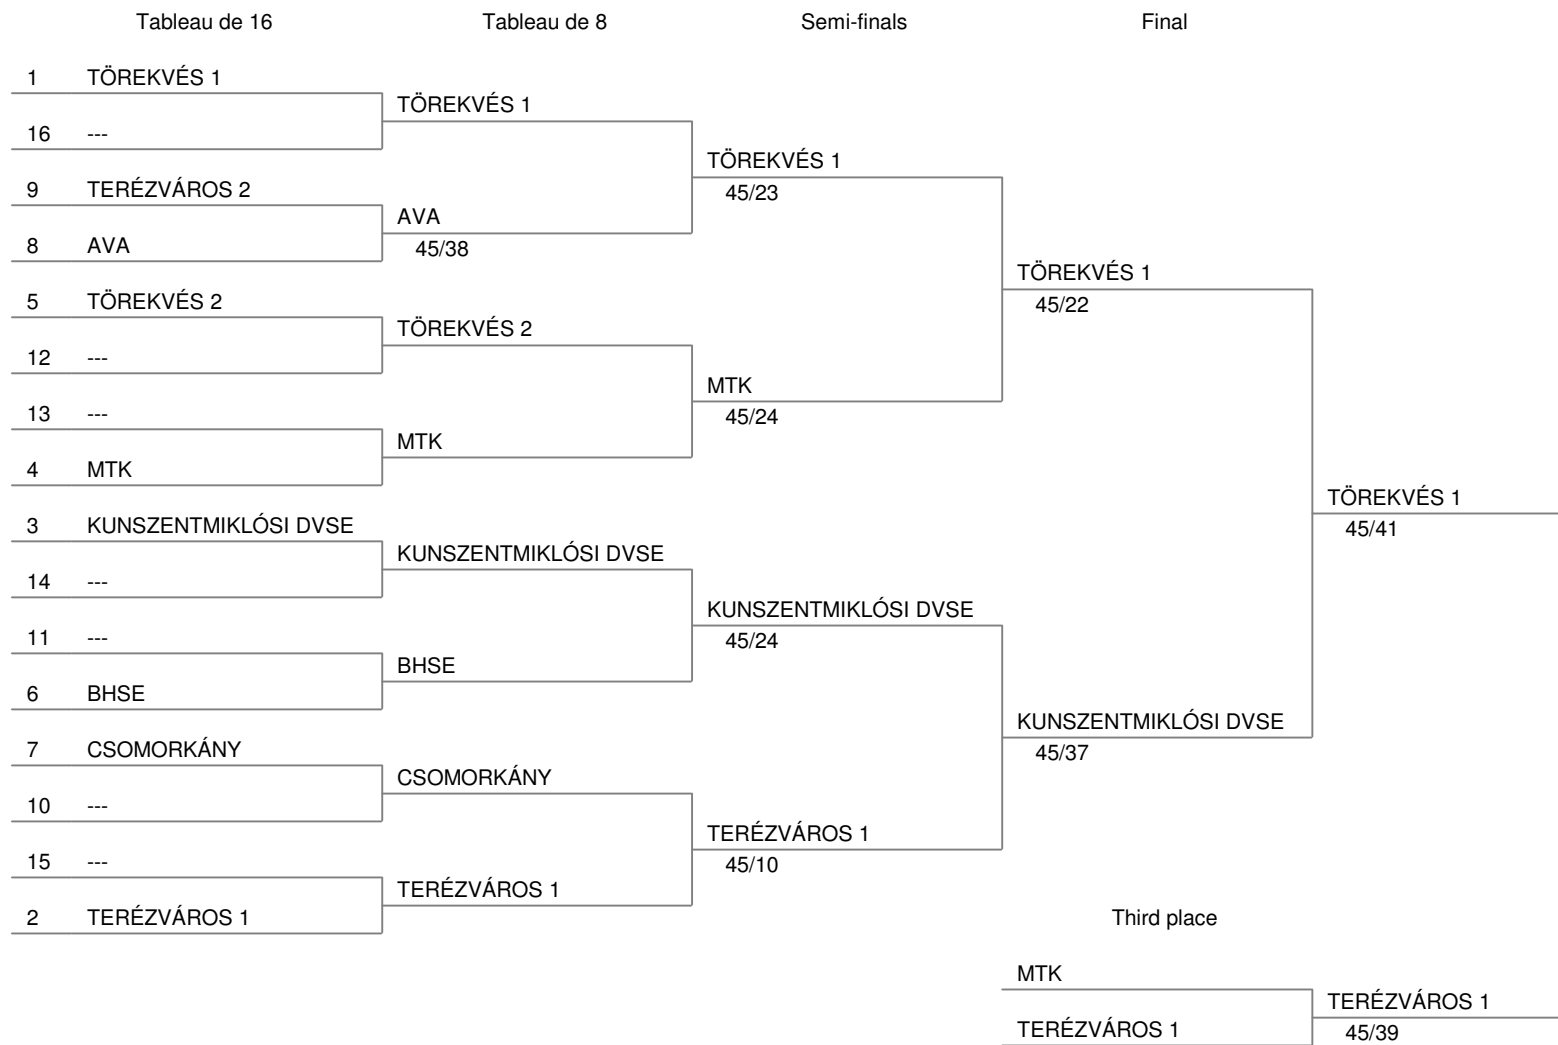 Tableau de 16 Tableau de 8 Semi-finals Final
1 TÖREKVÉS 1
TÖREKVÉS 1
16 ---
TÖREKVÉS 1
45/23
9 TERÉZVÁROS 2
AVA
45/38
8 AVA
TÖREKVÉS 1
45/22
5 TÖREKVÉS 2
TÖREKVÉS 2
12 ---
MTK
45/24
13 ---
MTK
4 MTK
TÖREKVÉS 1
45/41
3 KUNSZENTMIKLÓSI DVSE
KUNSZENTMIKLÓSI DVSE
14 ---
KUNSZENTMIKLÓSI DVSE
45/24
11 ---
BHSE
6 BHSE
KUNSZENTMIKLÓSI DVSE
45/37
7 CSOMORKÁNY
CSOMORKÁNY
10 ---
TERÉZVÁROS 1
45/10
15 ---
TERÉZVÁROS 1
2 TERÉZVÁROS 1
Third place
MTK
TERÉZVÁROS 1
45/39
TERÉZVÁROS 1